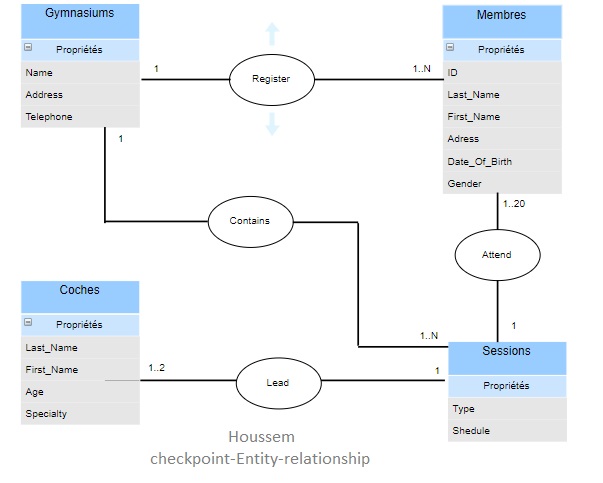 Gymnasiums
Propriétés
Name
Address
Telephone
1
Register
1..N
Membres
Propriétés
ID
Last_Name
First_Name
Adress
Date_Of_Birth
Gender
1
Contains
1..N
1..20
Attend
1
Coches
Propriétés
Last_Name
First_Name
Age
Specialty
1..2
Lead
1
Sessions
Propriétés
Type
Shedule
Houssem
checkpoint-Entity-relationship